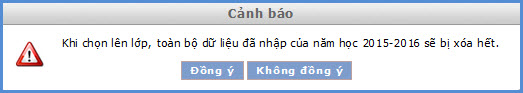 Cảnh báo
Khi chọn lên lớp, toàn bộ dữ liệu đã nhập của năm học 2015-2016 sẽ bị xóa hết.
Đồng ý Không đồng ý